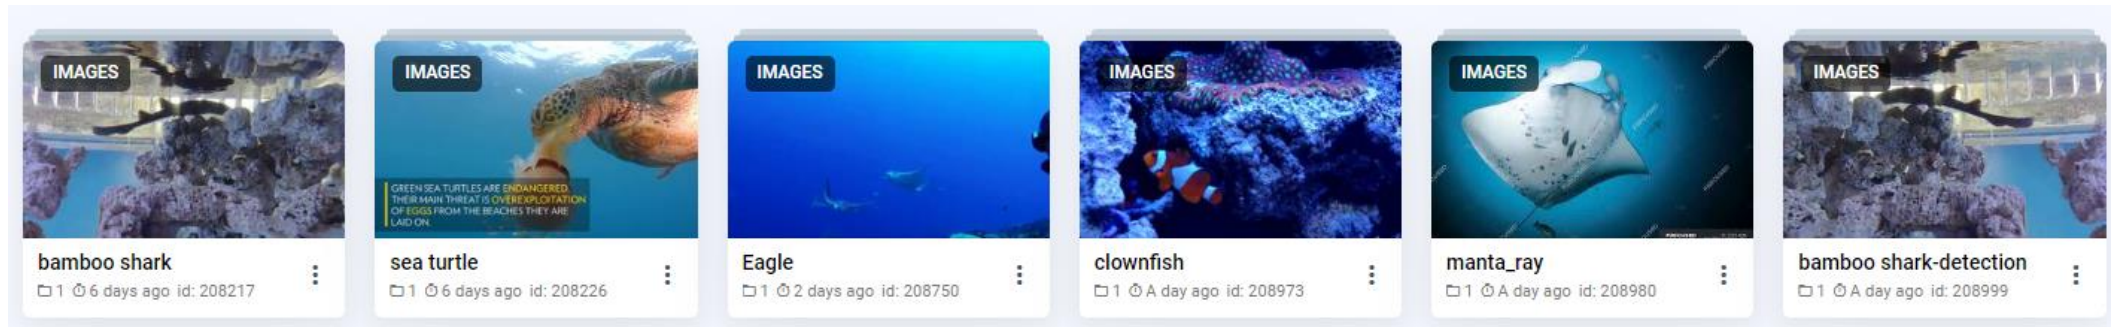 IMAGES
bamboo shark
1 6 days ago id: 208217
IMAGES
GREEN SEA TURTLES ARE ENDANGERED.
THEIR MAIN THREAT IS OVEREXPLOITATION
OF EGGS FROM THE BEACHES THEY ARE
LAID ON.
sea turtle
1 6 days ago id: 208226
IMAGES
Eagle
1 2 days ago id: 208750
IMAGES
clownfish
1 A day ago id: 208973
IMAGES
manta_ray
1 A day ago id: 208980
IMAGES
bamboo shark-detection
1 A day ago id: 208999